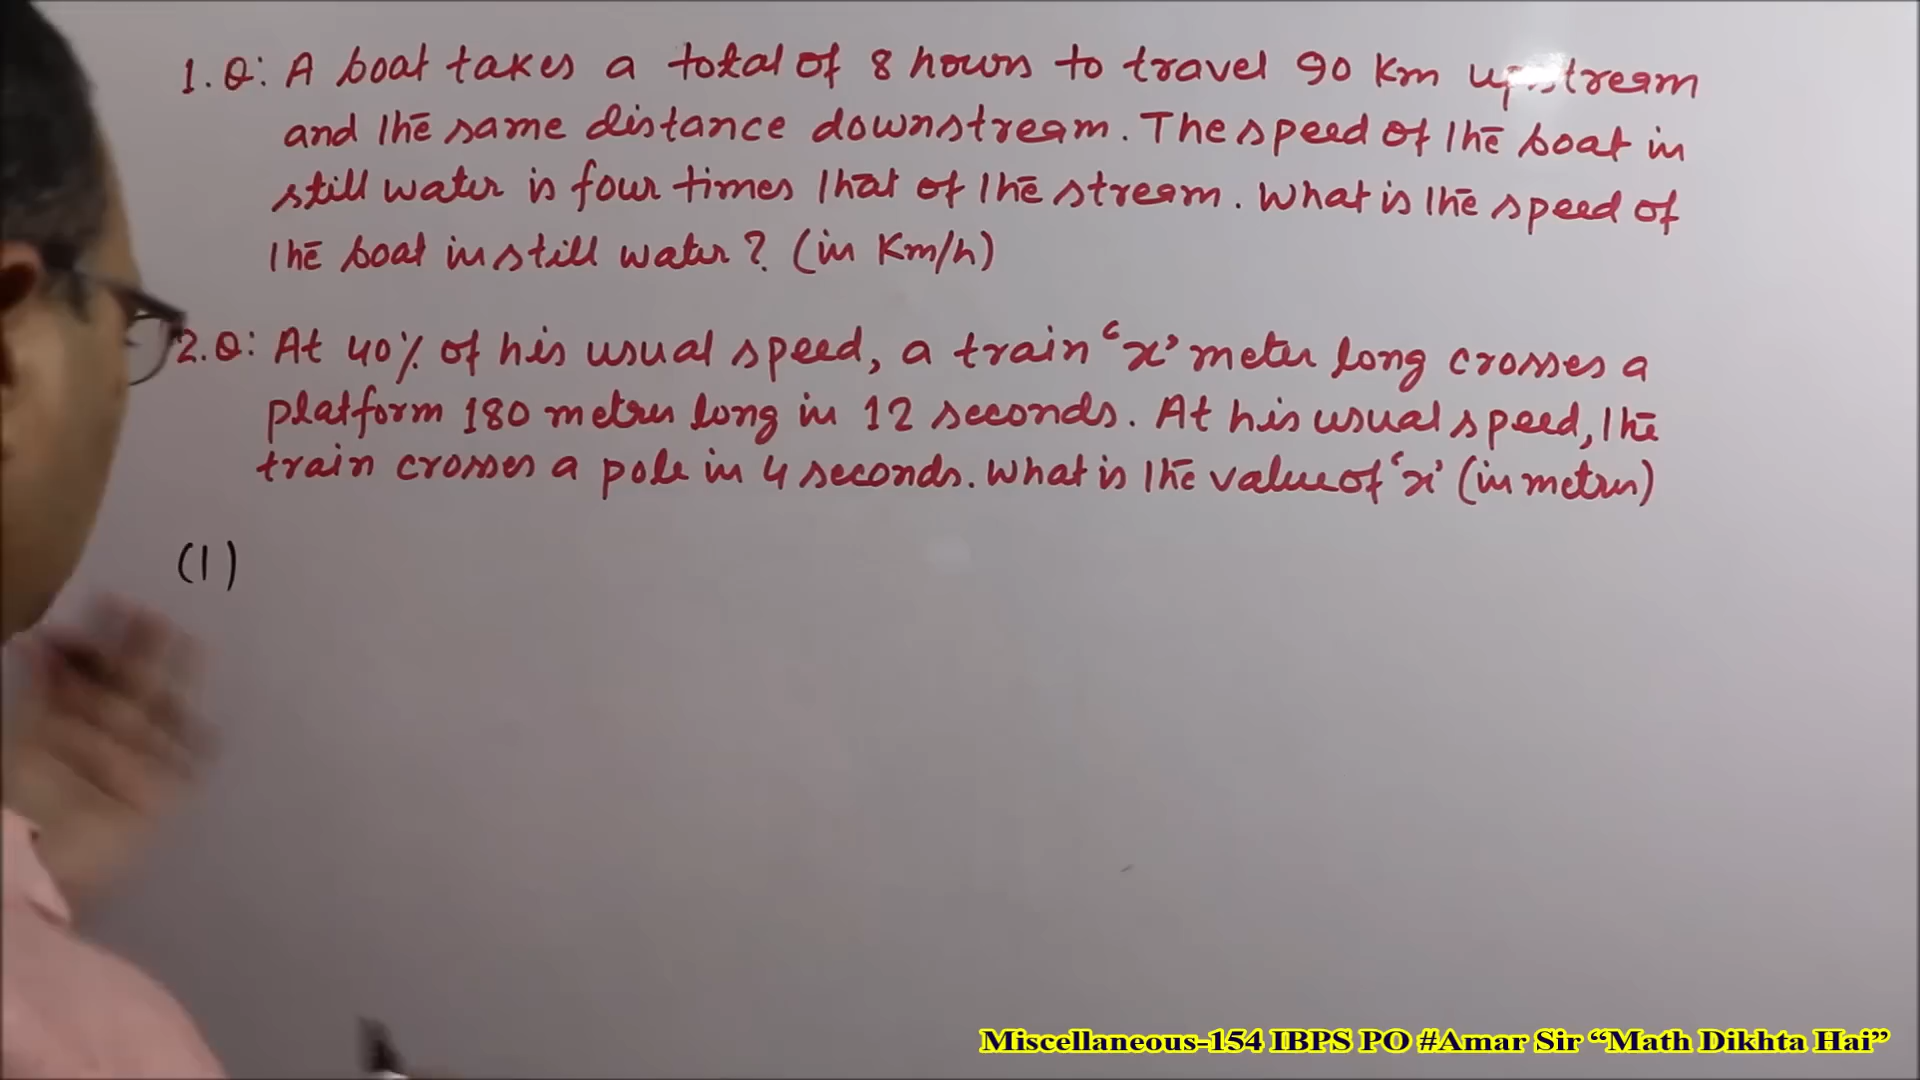 1. Q: A boat takes a total of 8 hours to travel 90 Km upstream
and the same distance downstream. The speed of the boat in
still water is four times that of the stream. What is the speed of
the boat in still water? (in Km/h)
2. Q: At 40% of his usual speed, a train ‘x’ meter long crosses a
platform 180 metres long in 12 seconds. At his usual speed, the
train crosses a pole in 4 seconds. What is the value of ‘x’ (in metres)
(1)
Miscellaneous-154 IBPS PO #Amar Sir “Math Dikhta Hai”